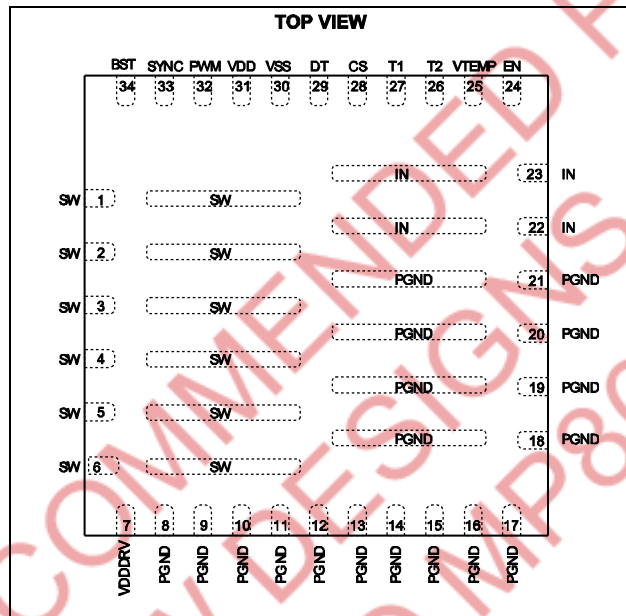 TOP VIEW
BST SYNC PWM VDD VSS DT CS T1 T2 VTEMP EN
34 33 32 31 30 29 28 27 26 25 24
IN 23 IN
SW 1 SW
IN 22 IN
SW 2 SW
PGND 21 PGND
SW 3 SW
PGND 20 PGND
SW 4 SW
PGND 19 PGND
SW 5 SW
PGND 18 PGND
SW 6 SW
7 8 9 10 11 12 13 14 15 16 17
VDDDRV PGND PGND PGND PGND PGND PGND PGND PGND PGND PGND
COMMENDED F
DESIGNS
MP86